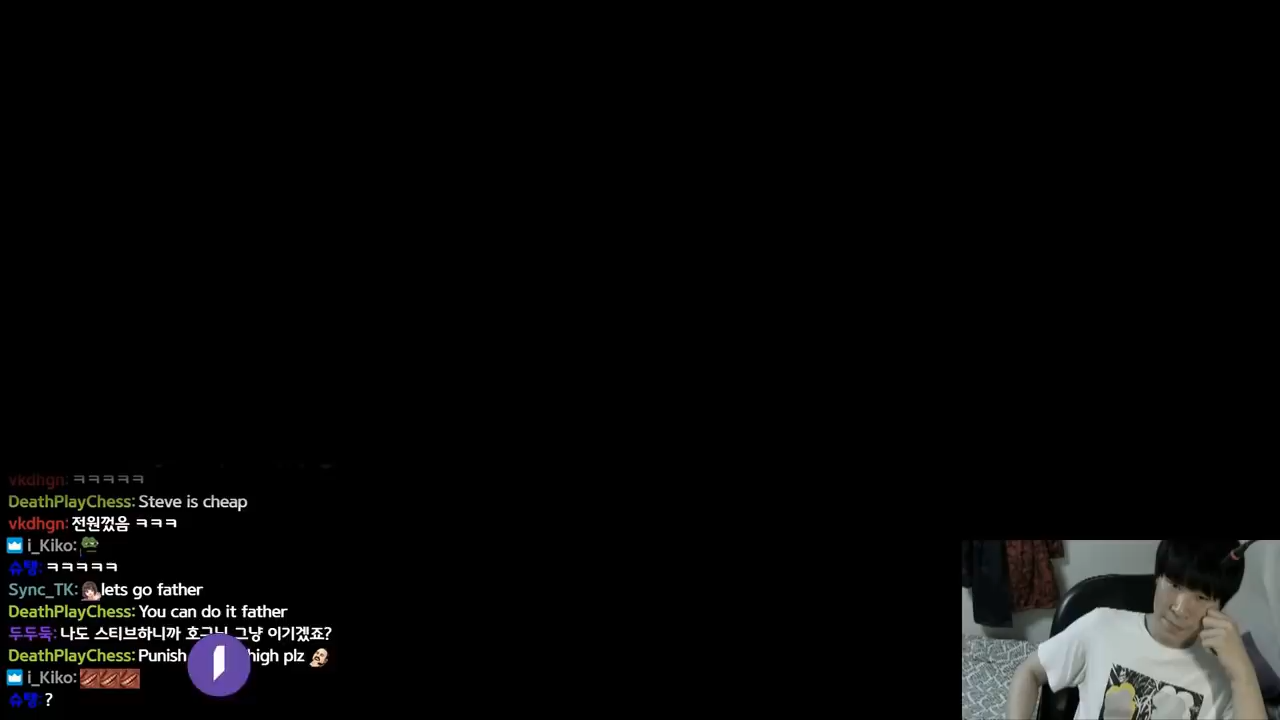 vkdhgn: ㅋㅋㅋㅋㅋ
DeathPlayChess: Steve is cheap
vkdhgn: 전원껐음 ㅋㅋㅋ
i_Kiko:
슈탱: ㅋㅋㅋㅋㅋ
Sync_TK: lets go father
DeathPlayChess: You can do it father
두두둑: 나도 스티브하니까 호구님 그냥 이기겠죠?
DeathPlayChess: Punish high plz
i_Kiko:
슈탱: ?